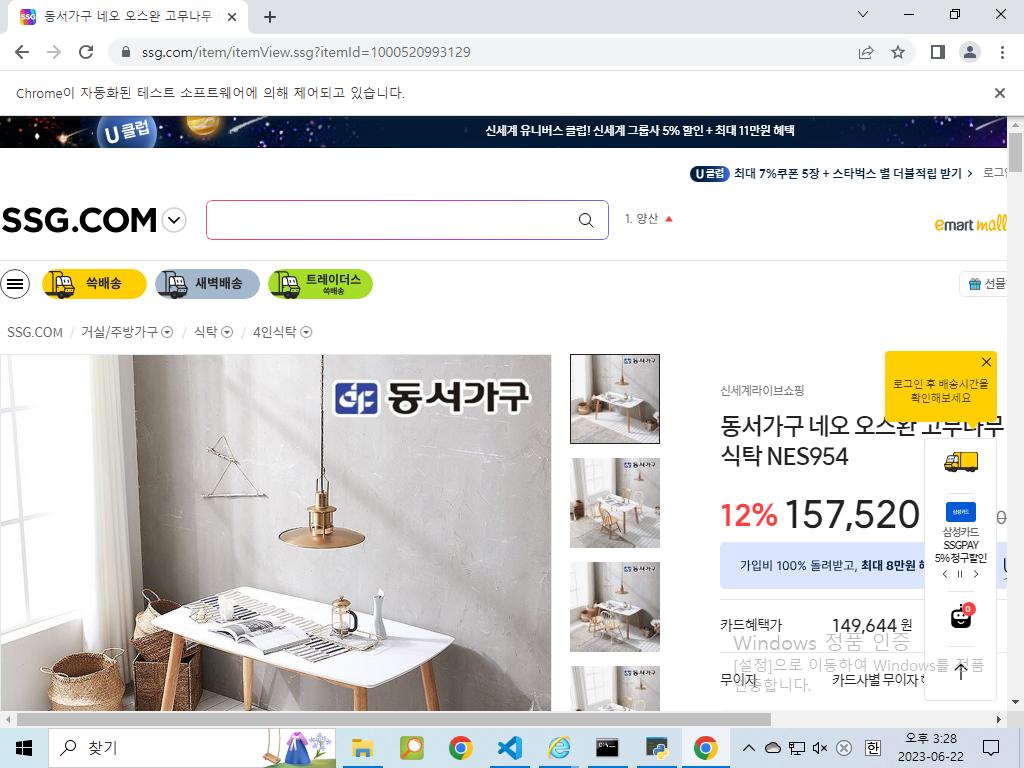 동서가구 네오 오스완 고무나무
ssg.com/item/itemView.ssg?itemId=1000520993129
Chrome이 자동화된 테스트 소프트웨어에 의해 제어되고 있습니다.
U 클럽
신세계 유니버스 클럽! 신세계 그룹사 5% 할인 + 최대 11만원 혜택
U 클럽 최대 7%쿠폰 5장 + 스타벅스 별 더블적립 받기 > 로그인
SSG.COM
1. 양산
emart mall
쓱배송
새벽배송
트레이더스
쓱배송
선물
SSG.COM / 거실/주방가구 / 식탁 / 4인식탁
동서가구
로그인 후 배송시간을
확인해보세요
신세계라이브쇼핑
동서가구 네오 오스완 고무나무
식탁 NES954
12% 157,520
삼성카드
삼성카드
SSGPAY
5% 청구할인
가입비 100% 돌려받고, 최대 8만원 혜
0
카드혜택가 149,644 원
Windows 정품 인증
[설정]으로 이동하여 Windows를 정품
인증합니다.
무이자 카드사별 무이자
찾기
한
오후 3:28
2023-06-22